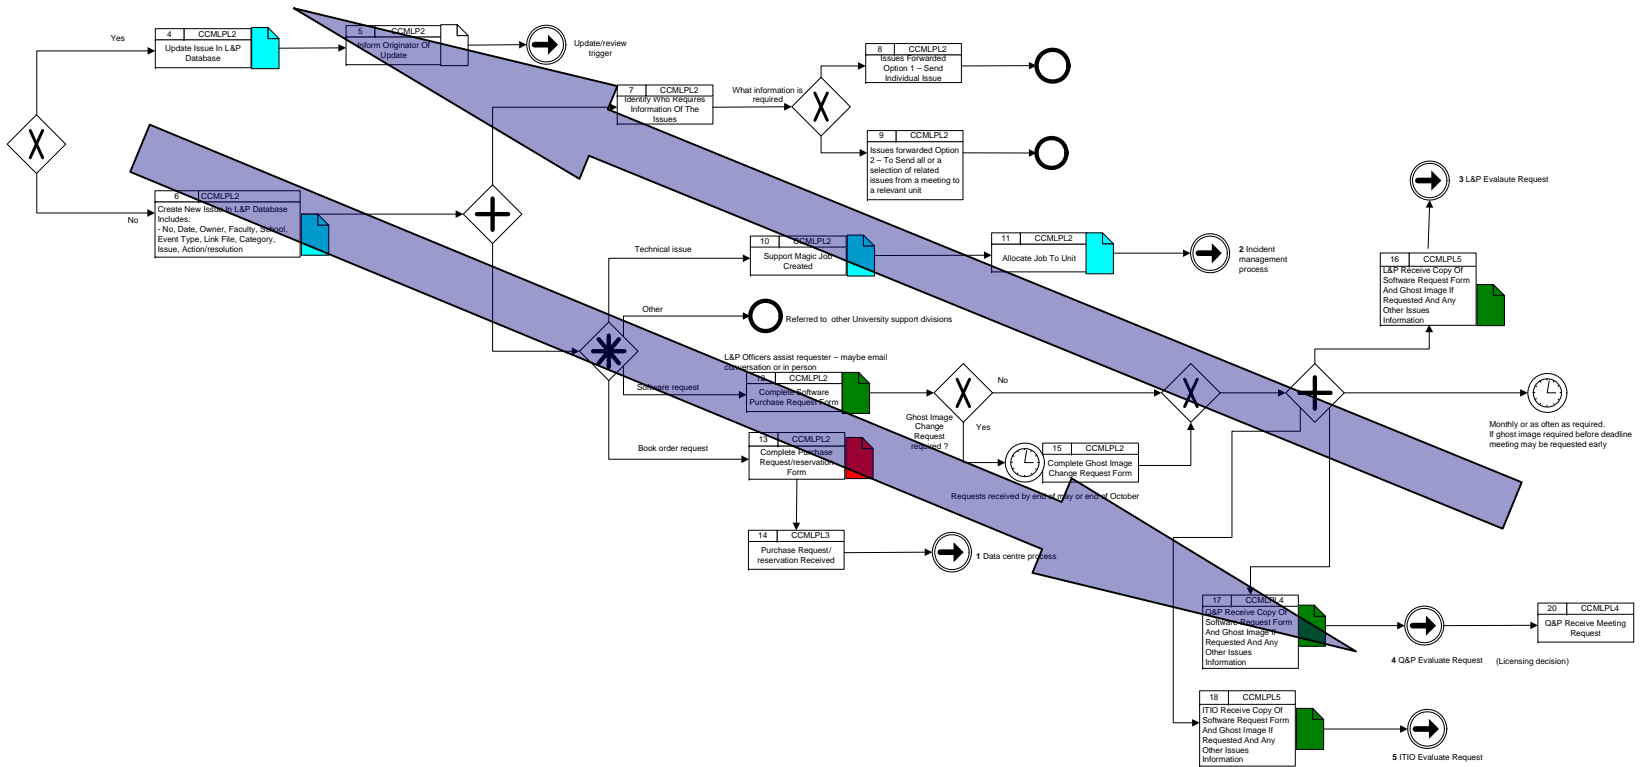 Yes
4 CCMLPL2
Update Issue In L&P
Database
5 CCMLP2
Inform Originator Of
Update
Update/review
trigger
8 CCMLPL2
Issues Forwarded
Option 1 – Send
Individual Issue
7 CCMLPL2
Identify Who Requires
Information Of The
Issues
What information is
required
9 CCMLPL2
Issues forwarded Option
2 – To Send all or a
selection of related
issues from a meeting to
a relevant unit
No
6 CCMLPL2
Create New Issue In L&P Database
Includes:
- No, Date, Owner, Faculty, School,
Event Type, Link File, Category,
Issue, Action/resolution
3 L&P Evalaute Request
Technical issue
10 CCMLPL2
Support Magic Job
Created
11 CCMLPL2
Allocate Job To Unit
2 Incident
management
process
16 CCMLPL5
L&P Receive Copy Of
Software Request Form
And Ghost Image If
Requested And Any
Other Issues
Information
Other
Referred to other University support divisions
L&P Officers assist requester – maybe email
conversation or in person
Software request
12 CCMLPL2
Complete Software
Purchase Request Form
No
Ghost Image
Change
Request
required ?
Yes
Monthly or as often as required.
If ghost image required before deadline
meeting may be requested early
Book order request
13 CCMLPL2
Complete Purchase
Request/reservation
Form
15 CCMLPL2
Complete Ghost Image
Change Request Form
Requests received by end of may or end of October
14 CCMLPL3
Purchase Request/
reservation Received
1 Data centre process
17 CCMLPL4
Q&P Receive Copy Of
Software Request Form
And Ghost Image If
Requested And Any
Other Issues
Information
20 CCMLPL4
Q&P Receive Meeting
Request
4 Q&P Evaluate Request (Licensing decision)
18 CCMLPL5
ITIO Receive Copy Of
Software Request Form
And Ghost Image If
Requested And Any
Other Issues
Information
5 ITIO Evaluate Request